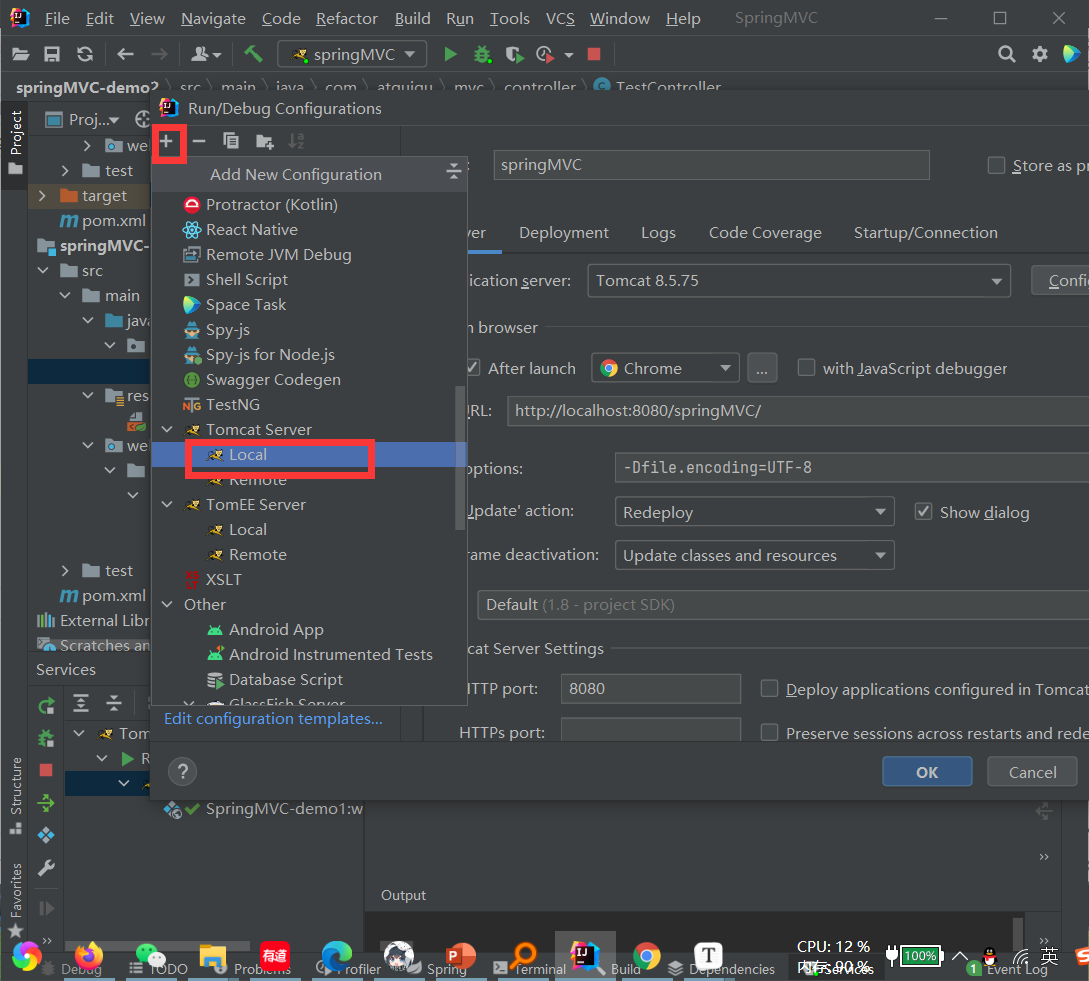 File Edit View Navigate Code Refactor Build Run Tools VCS Window Help SpringMVC
springMVC
springMVC-demo2 src main java com atguigu mvc controller TestController
Run/Debug Configurations
Project
Proj...
we
test
target
pom.xml
springMVC-
src
main
java
res
we
test
pom.xml
External Libr
Scratches an
Add New Configuration
Protractor (Kotlin)
React Native
Remote JVM Debug
Shell Script
Space Task
Spy-js
Spy-js for Node.js
Swagger Codegen
TestNG
Tomcat Server
Local
Remote
TomEE Server
Local
Remote
XSLT
Other
Android App
Android Instrumented Tests
Database Script
GlassFish Server
Edit configuration templates...
: springMVC Store as pr
ver Deployment Logs Code Coverage Startup/Connection
ication server: Tomcat 8.5.75 Confi
n browser
After launch Chrome ... with JavaScript debugger
URL: http://localhost:8080/springMVC/
options: -Dfile.encoding=UTF-8
Update' action: Redeploy Show dialog
rame deactivation: Update classes and resources
Default (1.8 - project SDK)
cat Server Settings
HTTP port: 8080 Deploy applications configured in Tomcat
HTTPs port: Preserve sessions across restarts and rede
? OK Cancel
Services
Tom
R
SpringMVC-demo1:w
Output
Structure
Favorites
Debug TODO Problems Profiler Spring Terminal Build Dependencies Services Event Log
有道
CPU: 12 %
内存: 90 %
100%
1
英